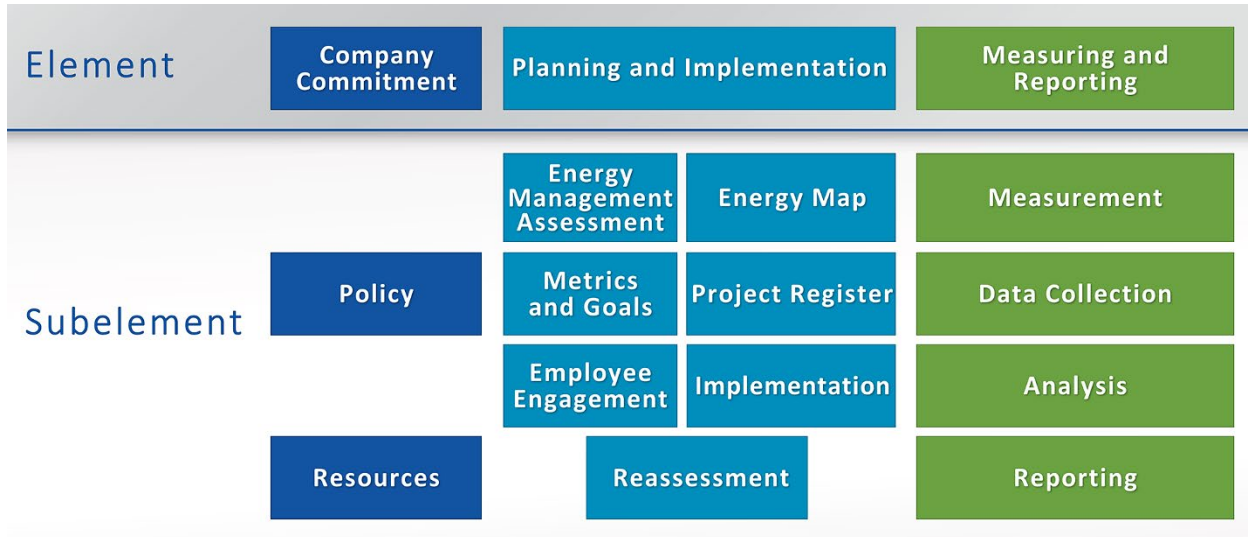 Element
Company
Commitment
Planning and Implementation
Measuring and
Reporting
Subelement
Energy
Management
Assessment
Energy Map
Measurement
Policy
Metrics
and Goals
Project Register
Data Collection
Employee
Engagement
Implementation
Analysis
Resources
Reassessment
Reporting